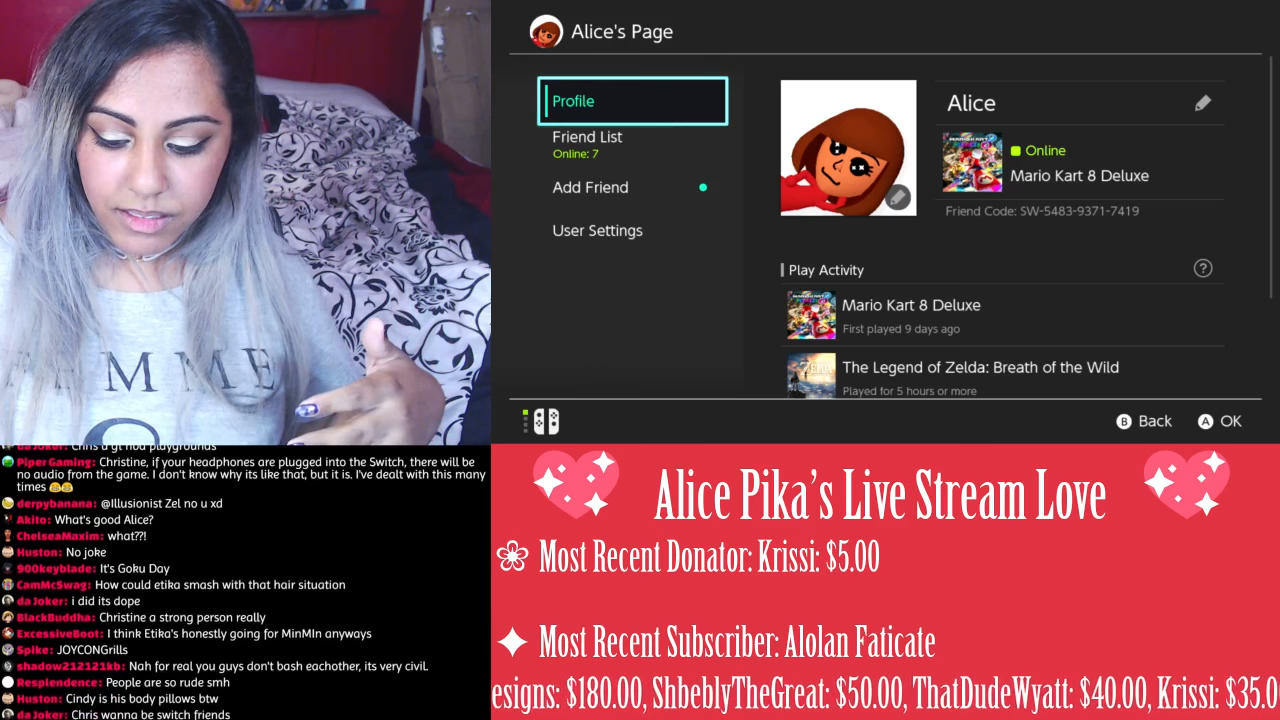 FEMME
Alice's Page
Profile
Friend List
Online: 7
Add Friend
User Settings
Alice
Online
Mario Kart 8 Deluxe
Friend Code: SW-5483-9371-7419
Play Activity
?
Mario Kart 8 Deluxe
First played 9 days ago
The Legend of Zelda: Breath of the Wild
Played for 5 hours or more
B Back A OK
da Joker: Chris a gt nou playgrounds
Piper Gaming: Christine, if your headphones are plugged into the Switch, there will be
no audio from the game. I don't know why its like that, but it is. I've dealt with this many
times
derpybanana: @Illusionist Zel no u xd
Akito: What's good Alice?
ChelseaMaxim: what??!
Huston: No joke
900keyblade: It's Goku Day
CamMcSwag: How could etika smash with that hair situation
da Joker: i did its dope
BlackBuddha: Christine a strong person really
ExcessiveBoot: I think Etika's honestly going for MinMIn anyways
Spike: JOYCONGrills
shadow212121kb: Nah for real you guys don't bash eachother, its very civil.
Resplendence: People are so rude smh
Huston: Cindy is his body pillows btw
da Joker: Chris wanna be switch friends
Alice Pika's Live Stream Love
Most Recent Donator: Krissi: $5.00
Most Recent Subscriber: Alolan Faticate
esigns: $180.00, ShbeblyTheGreat: $50.00, ThatDudeWyatt: $40.00, Krissi: $35.0